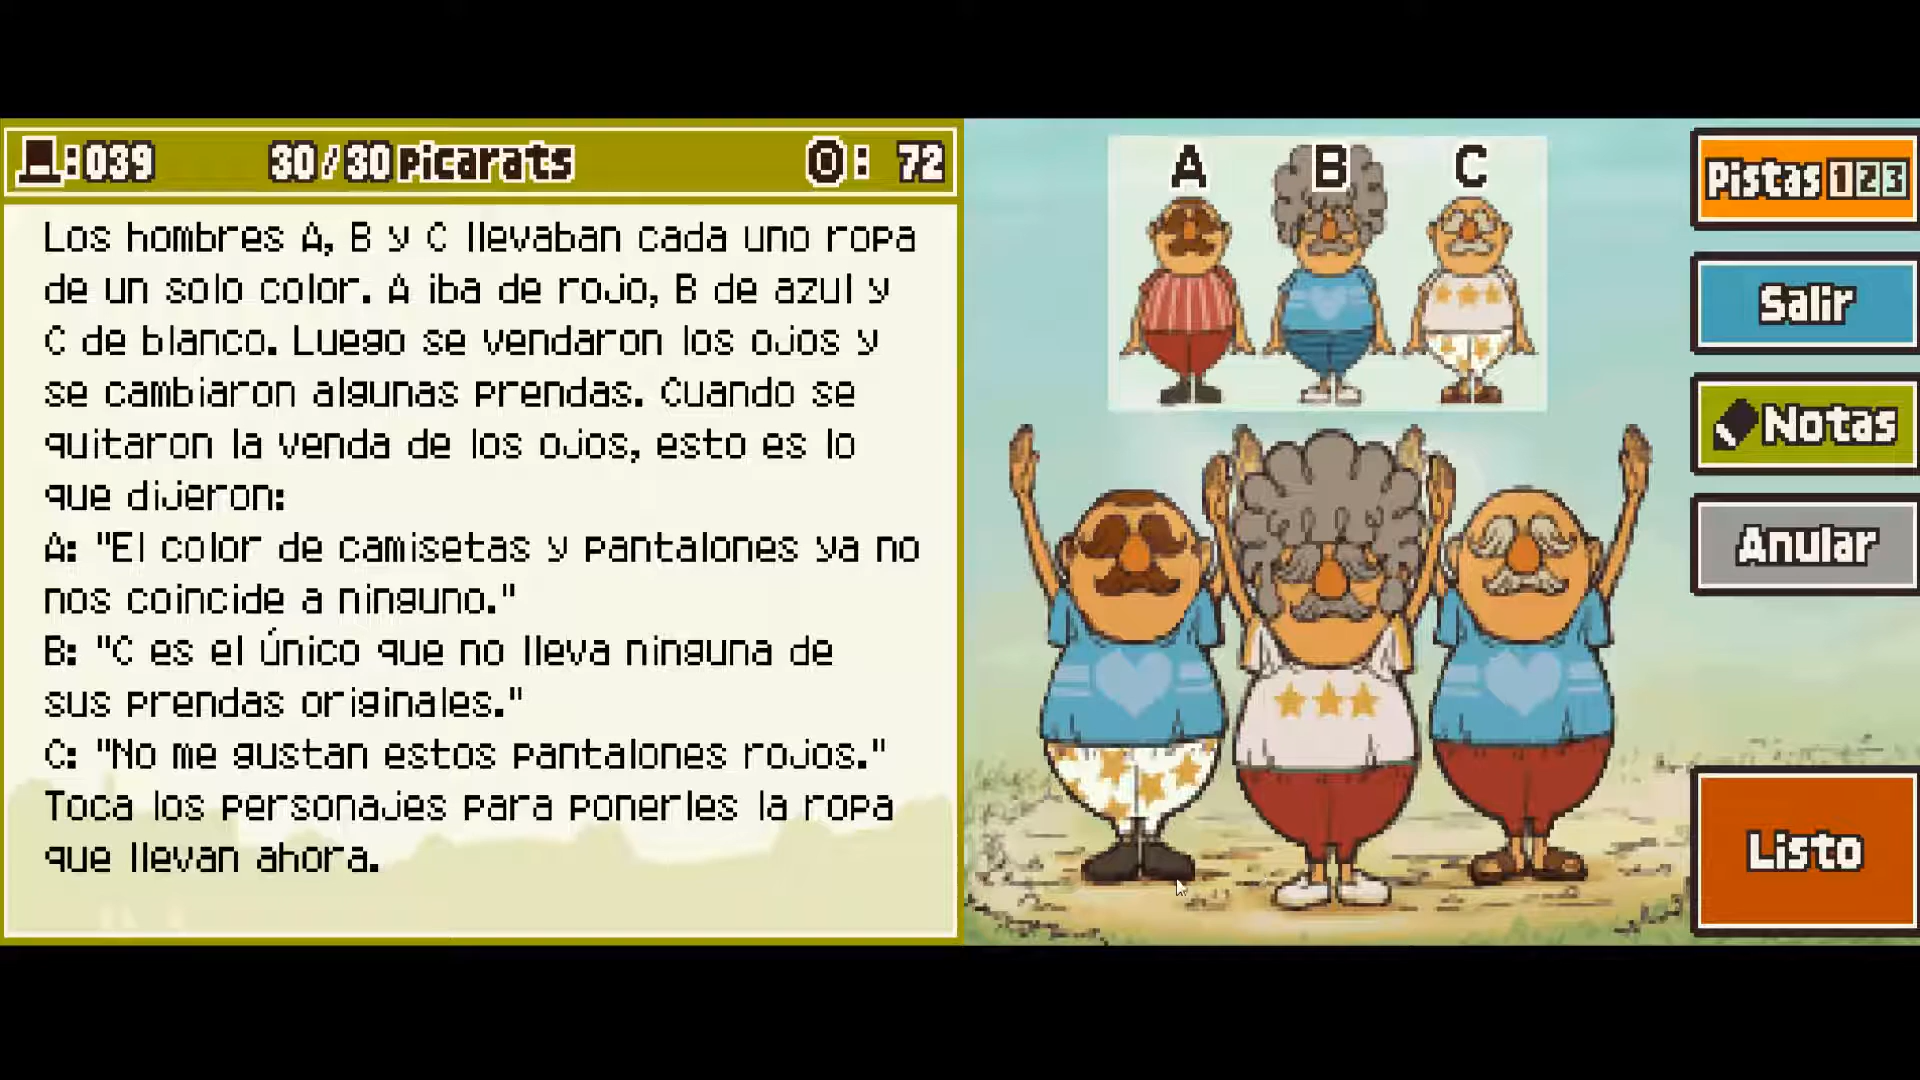 :039 30/30 picarats : 72
Los hombres A, B y C llevaban cada uno ropa
de un solo color. A iba de rojo, B de azul y
C de blanco. Luego se vendaron los ojos y
se cambiaron algunas prendas. Cuando se
quitaron la venda de los ojos, esto es lo
que dijeron:
A: "El color de camisetas y pantalones ya no
nos coincide a ninguno."
B: "C es el único que no lleva ninguna de
sus prendas originales."
C: "No me gustan estos pantalones rojos."
Toca los personajes para ponerles la ropa
que llevan ahora.
A B C
Pistas 1 2 3
Salir
Notas
Anular
Listo